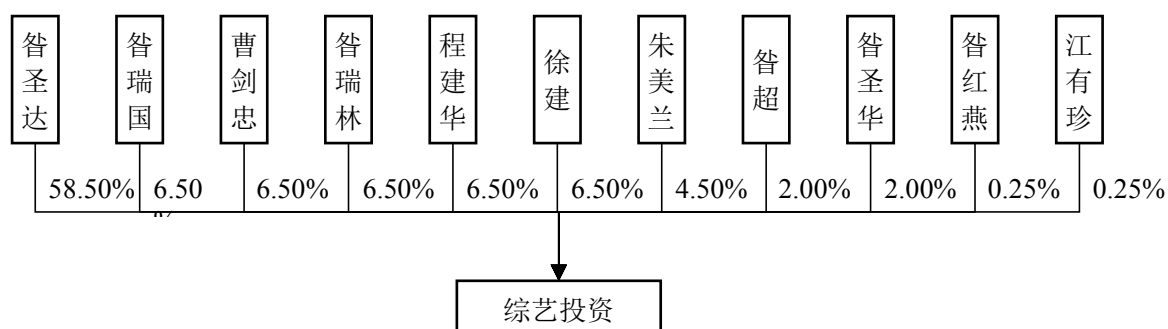 昝圣达
昝瑞国
曹剑忠
昝瑞林
程建华
徐建
朱美兰
昝超
昝圣华
昝红燕
江有珍
58.50%
6.50
%
6.50%
6.50%
6.50%
6.50%
4.50%
2.00%
2.00%
0.25%
0.25%
综艺投资